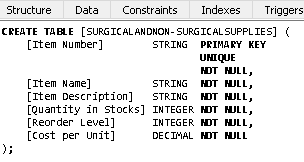 Structure Data Constraints Indexes Triggers
CREATE TABLE [SURGICALANDNON-SURGICALSUPPLIES] (
[Item Number] STRING PRIMARY KEY
UNIQUE
NOT NULL,
[Item Name] STRING NOT NULL,
[Item Description] STRING NOT NULL,
[Quantity in Stocks] INTEGER NOT NULL,
[Reorder Level] INTEGER NOT NULL,
[Cost per Unit] DECIMAL NOT NULL
);